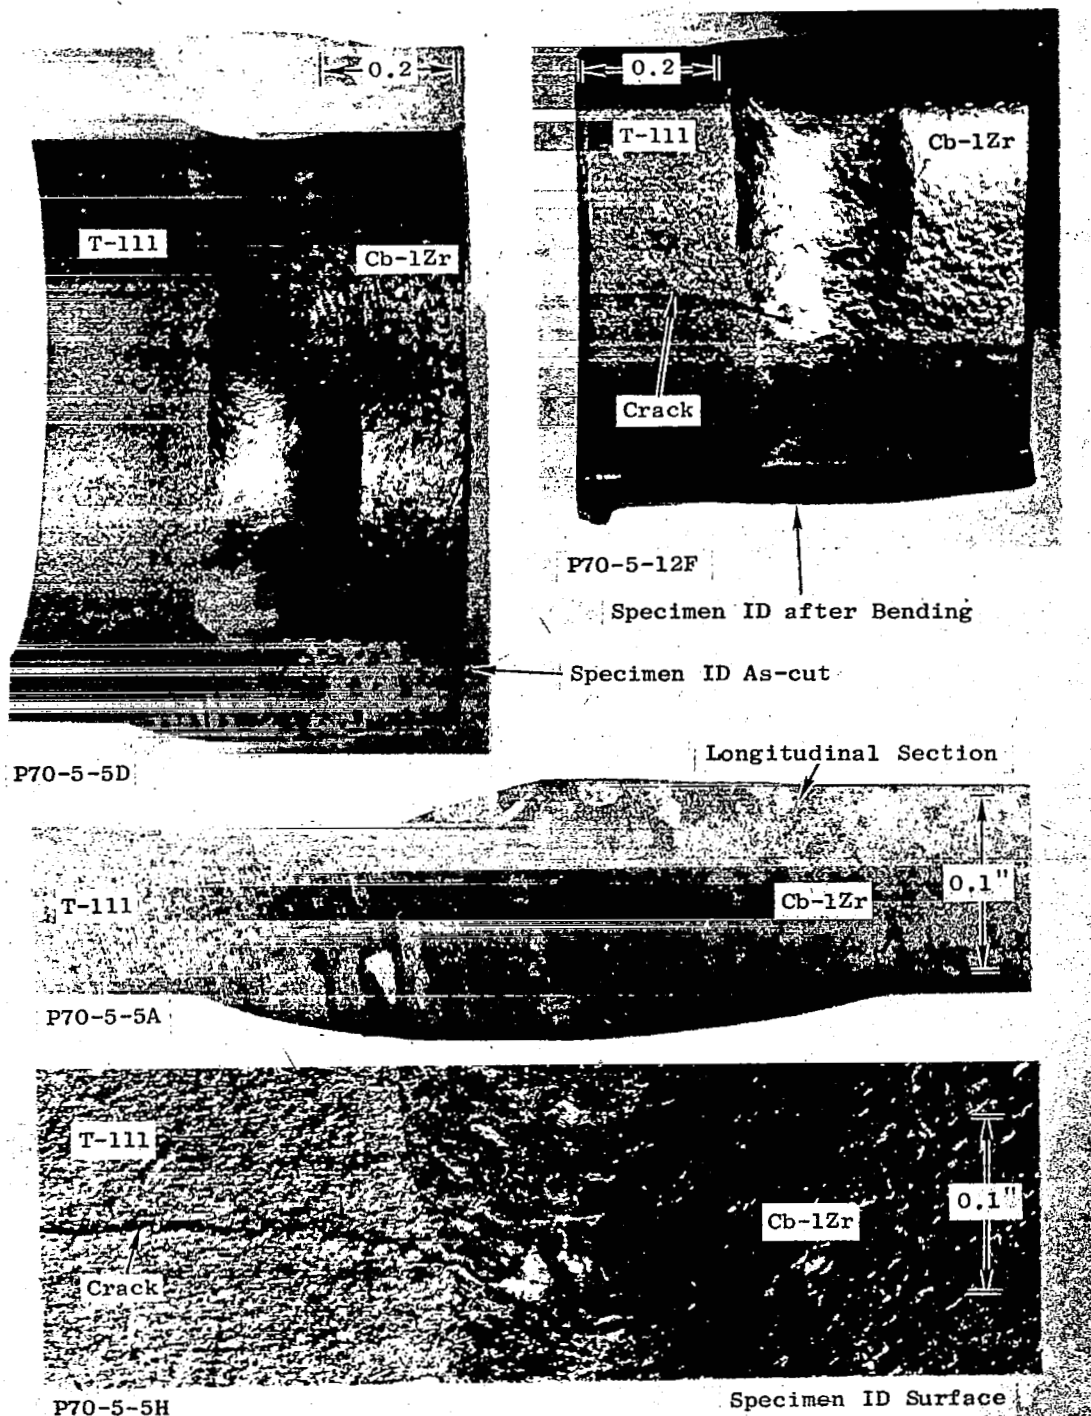 0.2
T-111
Cb-1Zr
P70-5-5D
0.2
T-111
Cb-1Zr
Crack
P70-5-12F
Specimen ID after Bending
Specimen ID As-cut
Longitudinal Section
T-111
Cb-1Zr
0.1"
P70-5-5A
T-111
Cb-1Zr
0.1"
Crack
P70-5-5H
Specimen ID Surface